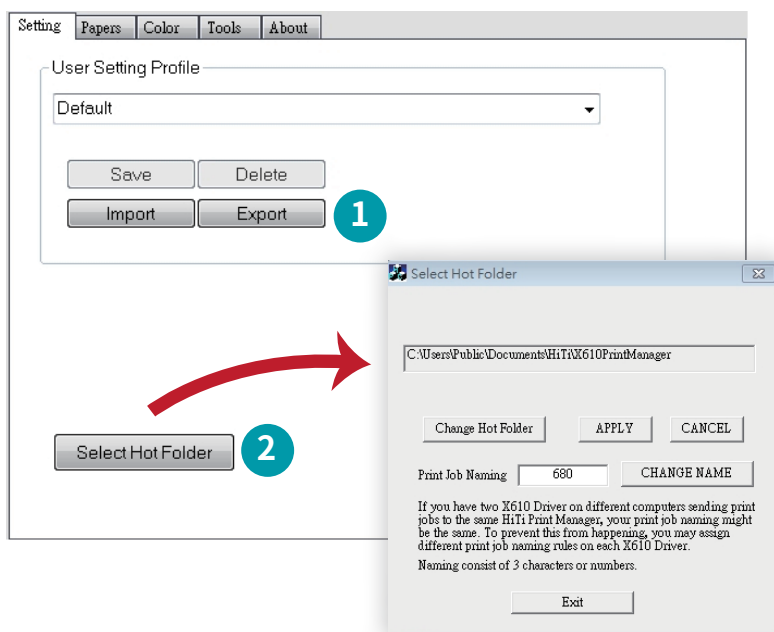 Setting Papers Color Tools About
User Setting Profile
Default
Save Delete
Import Export
1
Select Hot Folder
2
Select Hot Folder
C:\Users\Public\Documents\HiTi\X610PrintManager
Change Hot Folder APPLY CANCEL
Print Job Naming 680 CHANGE NAME
If you have two X610 Driver on different computers sending print
jobs to the same HiTi Print Manager, your print job naming might
be the same. To prevent this from happening, you may assign
different print job naming rules on each X610 Driver.
Naming consist of 3 characters or numbers.
Exit